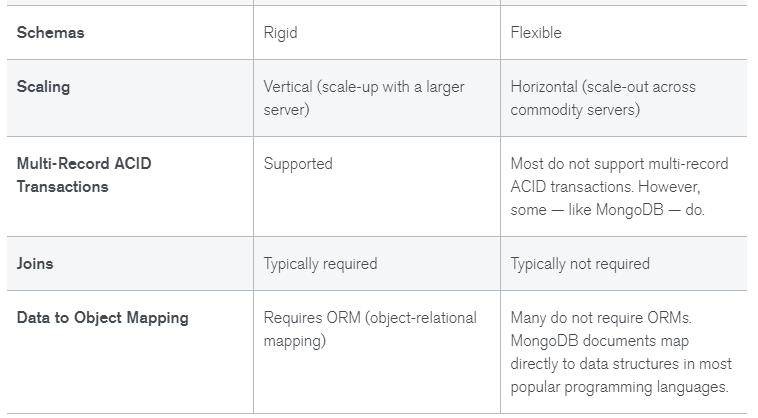 Schemas
Rigid
Flexible
Scaling
Vertical (scale-up with a larger
server)
Horizontal (scale-out across
commodity servers)
Multi-Record ACID
Transactions
Supported
Most do not support multi-record
ACID transactions. However,
some — like MongoDB — do.
Joins
Typically required
Typically not required
Data to Object Mapping
Requires ORM (object-relational
mapping)
Many do not require ORMs.
MongoDB documents map
directly to data structures in most
popular programming languages.